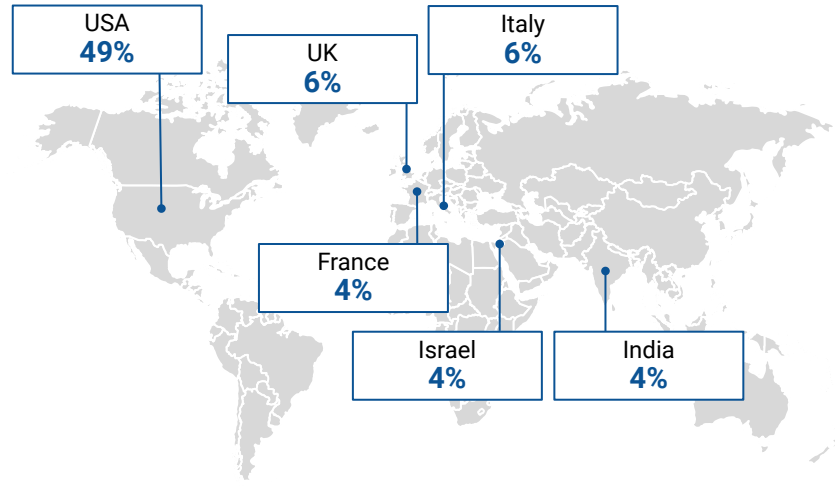 USA
49%
UK
6%
Italy
6%
France
4%
Israel
4%
India
4%